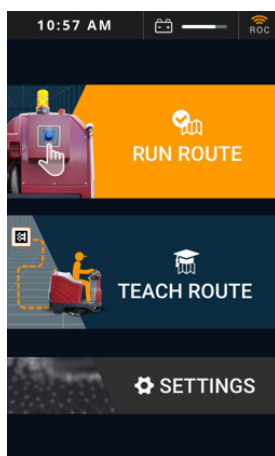 10:57 AM
ROC
RUN ROUTE
TEACH ROUTE
SETTINGS